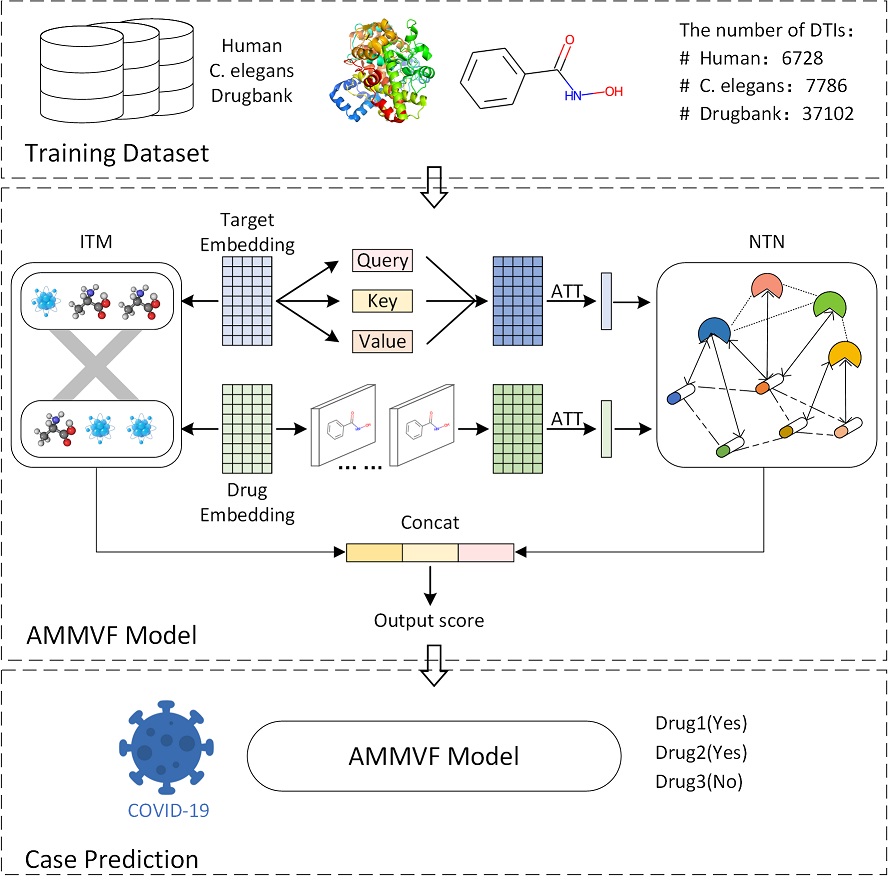 Human
C. elegans
Drugbank
O
HN
OH
The number of DTIs：
# Human：6728
# C. elegans：7786
# Drugbank：37102
Training Dataset
ITM
Target
Embedding
Query
Key
Value
ATT
NTN
ATT
Drug
Embedding
... ...
Concat
Output score
AMMVF Model
COVID-19
AMMVF Model
Drug1(Yes)
Drug2(Yes)
Drug3(No)
Case Prediction